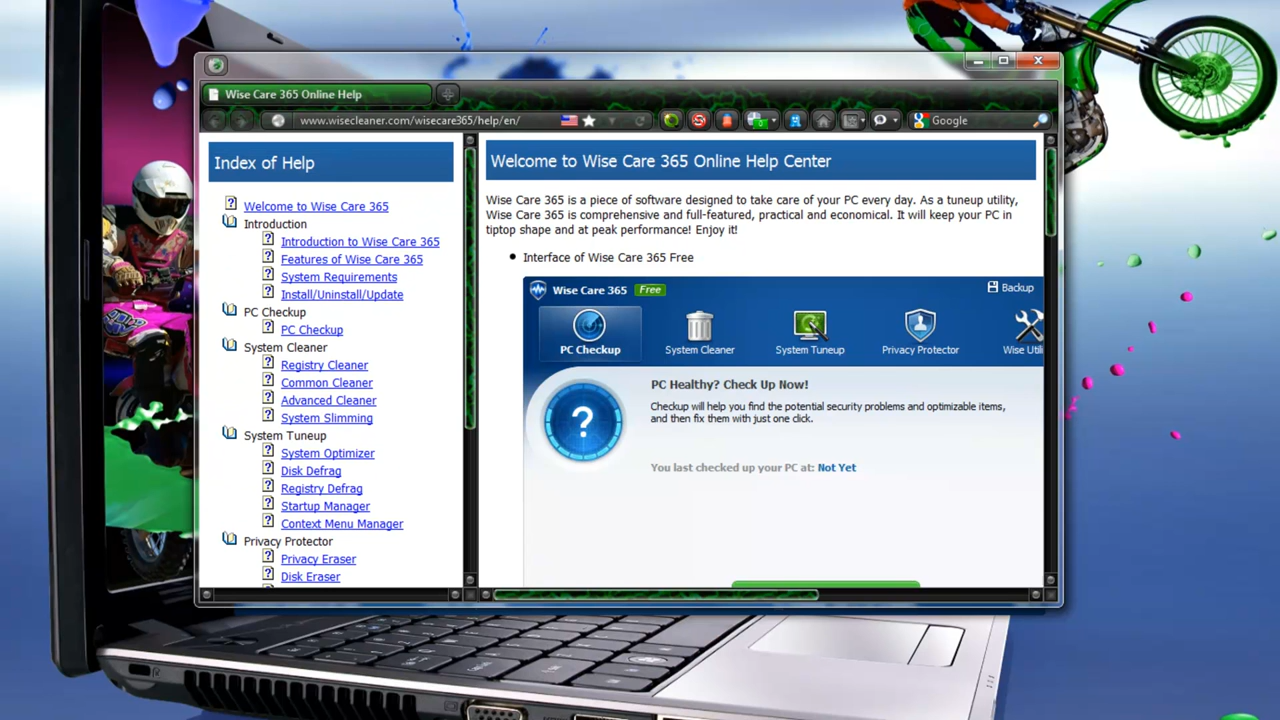 Wise Care 365 Online Help
www.wisecleaner.com/wisecare365/help/en/
0
Google
Index of Help
Welcome to Wise Care 365
Introduction
Introduction to Wise Care 365
Features of Wise Care 365
System Requirements
Install/Uninstall/Update
PC Checkup
PC Checkup
System Cleaner
Registry Cleaner
Common Cleaner
Advanced Cleaner
System Slimming
System Tuneup
System Optimizer
Disk Defrag
Registry Defrag
Startup Manager
Context Menu Manager
Privacy Protector
Privacy Eraser
Disk Eraser
Welcome to Wise Care 365 Online Help Center
Wise Care 365 is a piece of software designed to take care of your PC every day. As a tuneup utility,
Wise Care 365 is comprehensive and full-featured, practical and economical. It will keep your PC in
tiptop shape and at peak performance! Enjoy it!
• Interface of Wise Care 365 Free
Wise Care 365 Free
Backup
PC Checkup
System Cleaner
System Tuneup
Privacy Protector
Wise Utili
PC Healthy? Check Up Now!
Checkup will help you find the potential security problems and optimizable items,
and then fix them with just one click.
You last checked up your PC at: Not Yet